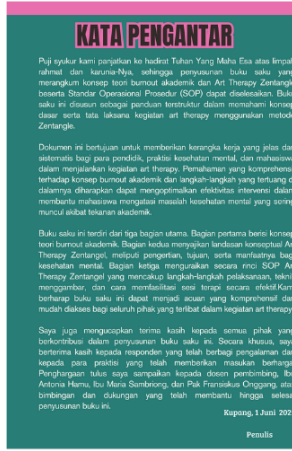 KATA PENGANTAR
Puji syukur kami panjatkan ke hadirat Tuhan Yang Maha Esa atas limpa
rahmat dan karunia-Nya, sehingga penyusunan buku saku yang
merangkum konsep teori burnout akademik dan Art Therapy Zentangle
beserta Standar Operasional Prosedur (SOP) dapat diselesaikan. Buku
saku ini disusun sebagai panduan terstruktur dalam memahami konsep
dasar serta tata laksana kegiatan art therapy menggunakan metode
Zentangle.
Dokumen ini bertujuan untuk memberikan kerangka kerja yang jelas dan
sistematis bagi para pendidik, praktisi kesehatan mental, dan mahasiswa
dalam menjalankan kegiatan art therapy. Pemahaman yang komprehensi
terhadap konsep burnout akademik dan langkah-langkah yang tertuang d
dalamnya diharapkan dapat mengoptimalkan efektivitas intervensi dalam
membantu mahasiswa mengatasi masalah kesehatan mental yang sering
muncul akibat tekanan akademik.
Buku saku ini terdiri dari tiga bagian utama. Bagian pertama berisi konsep
teori burnout akademik. Bagian kedua menyajikan landasan konseptual Ar
Therapy Zentangel, meliputi pengertian, tujuan, serta manfaatnya bagi
kesehatan mental. Bagian ketiga menguraikan secara rinci SOP Ar
Therapy Zentangel yang mencakup langkah-langkah pelaksanaan, teknik
menggambar, dan cara memfasilitasi sesi terapi secara efektif.Kami
berharap buku saku ini dapat menjadi acuan yang komprehensif dan
mudah diakses bagi seluruh pihak yang terlibat dalam kegiatan art therapy
Saya juga mengucapkan terima kasih kepada semua pihak yang
berkontribusi dalam penyusunan buku saku ini. Secara khusus, saya
berterima kasih kepada responden yang telah berbagi pengalaman dan
kepada para praktisi yang telah memberikan masukan berharga.
Penghargaan tulus saya sampaikan kepada dosen pembimbing, Ibu
Antonia Hamu, Ibu Maria Sambriong, dan Pak Fransiskus Onggang, atas
bimbingan dan dukungan yang telah membantu hingga selesai
penyusunan buku ini.
Kupang, 1 Juni 202
Penulis